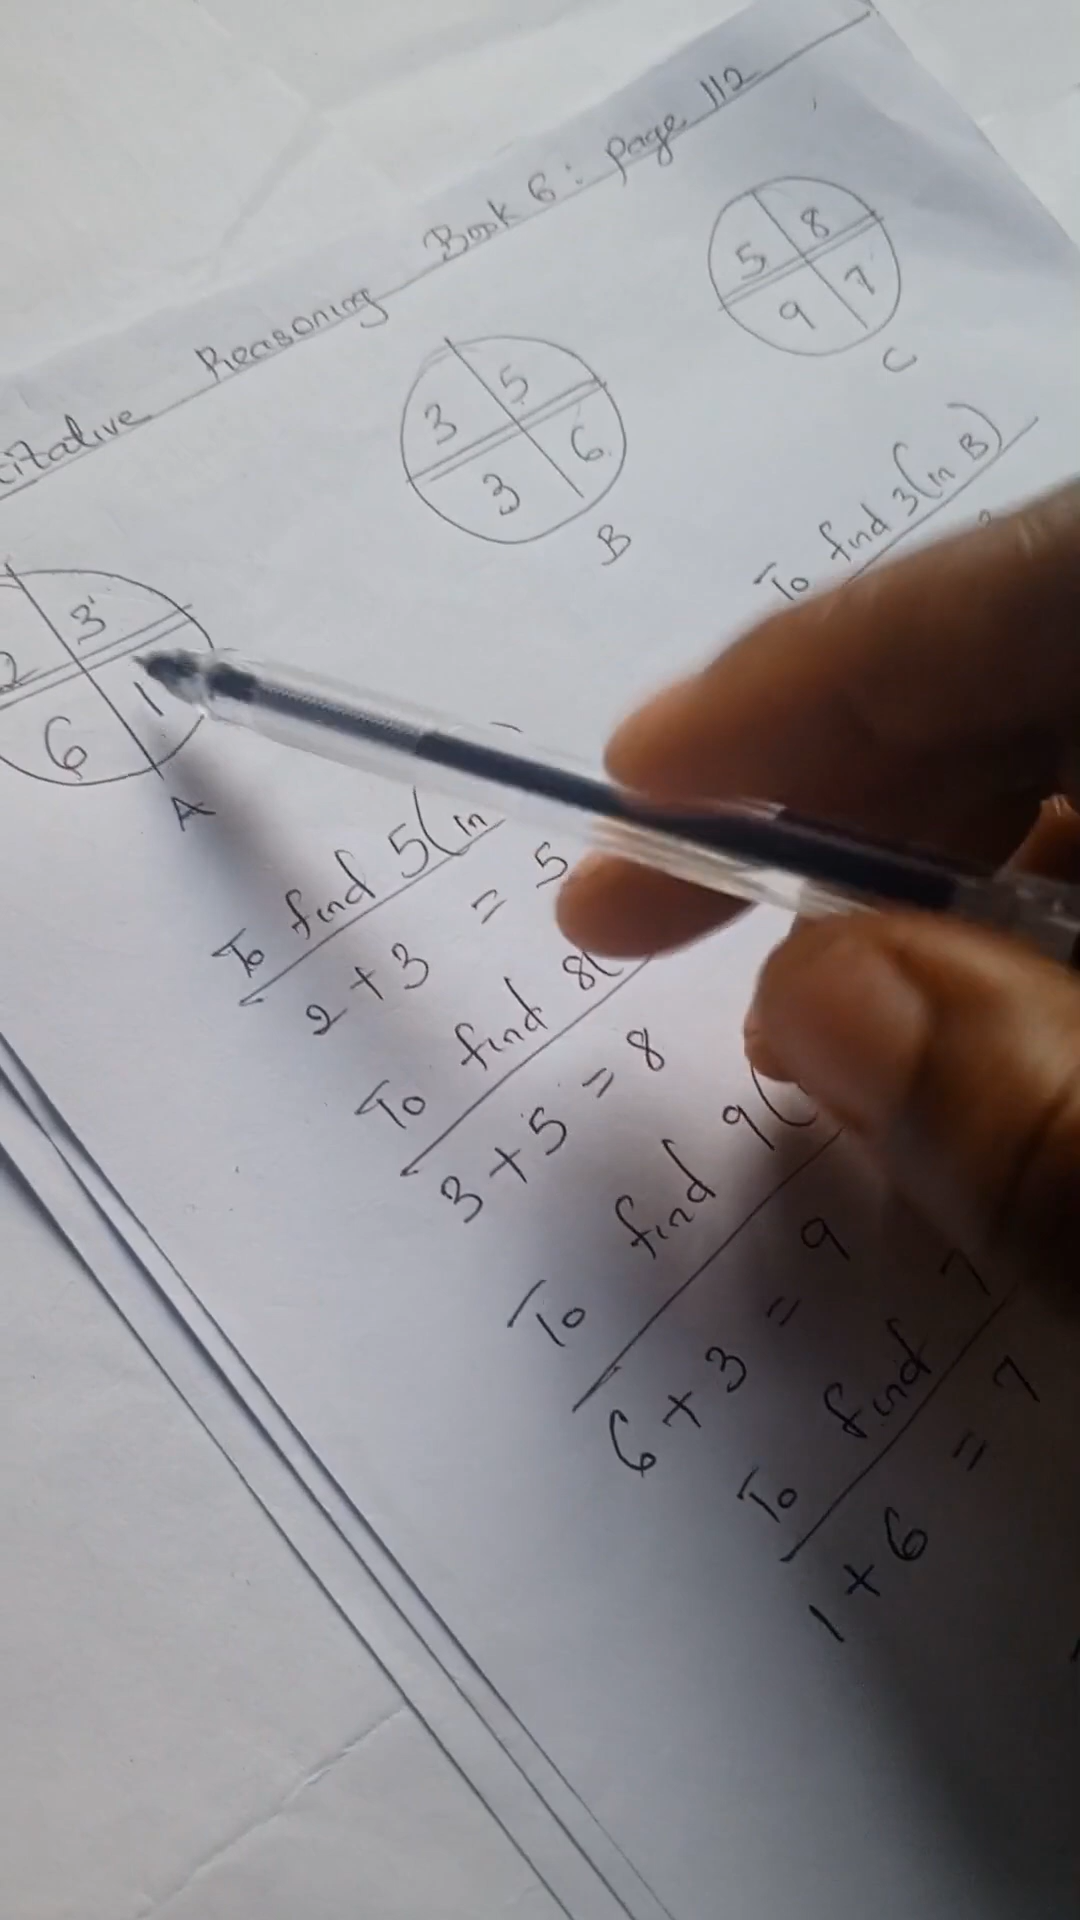 Reasoning Book 6: page 112
2 3
6 1
A
3 5
3 6
B
5 8
9 7
C
To find 5(in
2 + 3 = 5
To find 8(
3 + 5 = 8
To find 9(
6 + 3 = 9
To find 7
1 + 6 = 7
To find 3(in B)